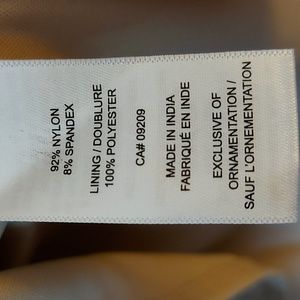 92% NYLON
8% SPANDEX
LINING / DOUBLURE
100% POLYESTER
CA# 09209
MADE IN INDIA
FABRIQUÉ EN INDE
EXCLUSIVE OF
ORNAMENTATION /
SAUF L'ORNEMENTATION